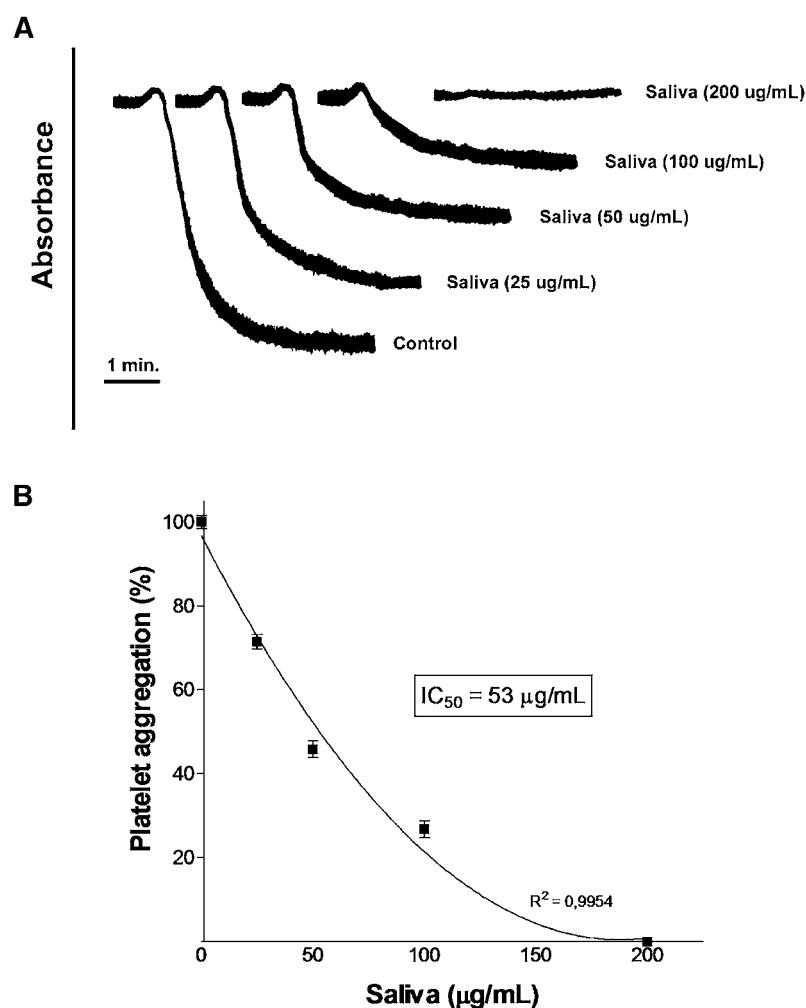 A
Absorbance
Saliva (200 ug/mL)
Saliva (100 ug/mL)
Saliva (50 ug/mL)
Saliva (25 ug/mL)
Control
1 min.
B
Platelet aggregation (%)
100
80
60
40
20
IC50 = 53 µg/mL
R2 = 0,9954
0
50
100
150
200
Saliva (µg/mL)